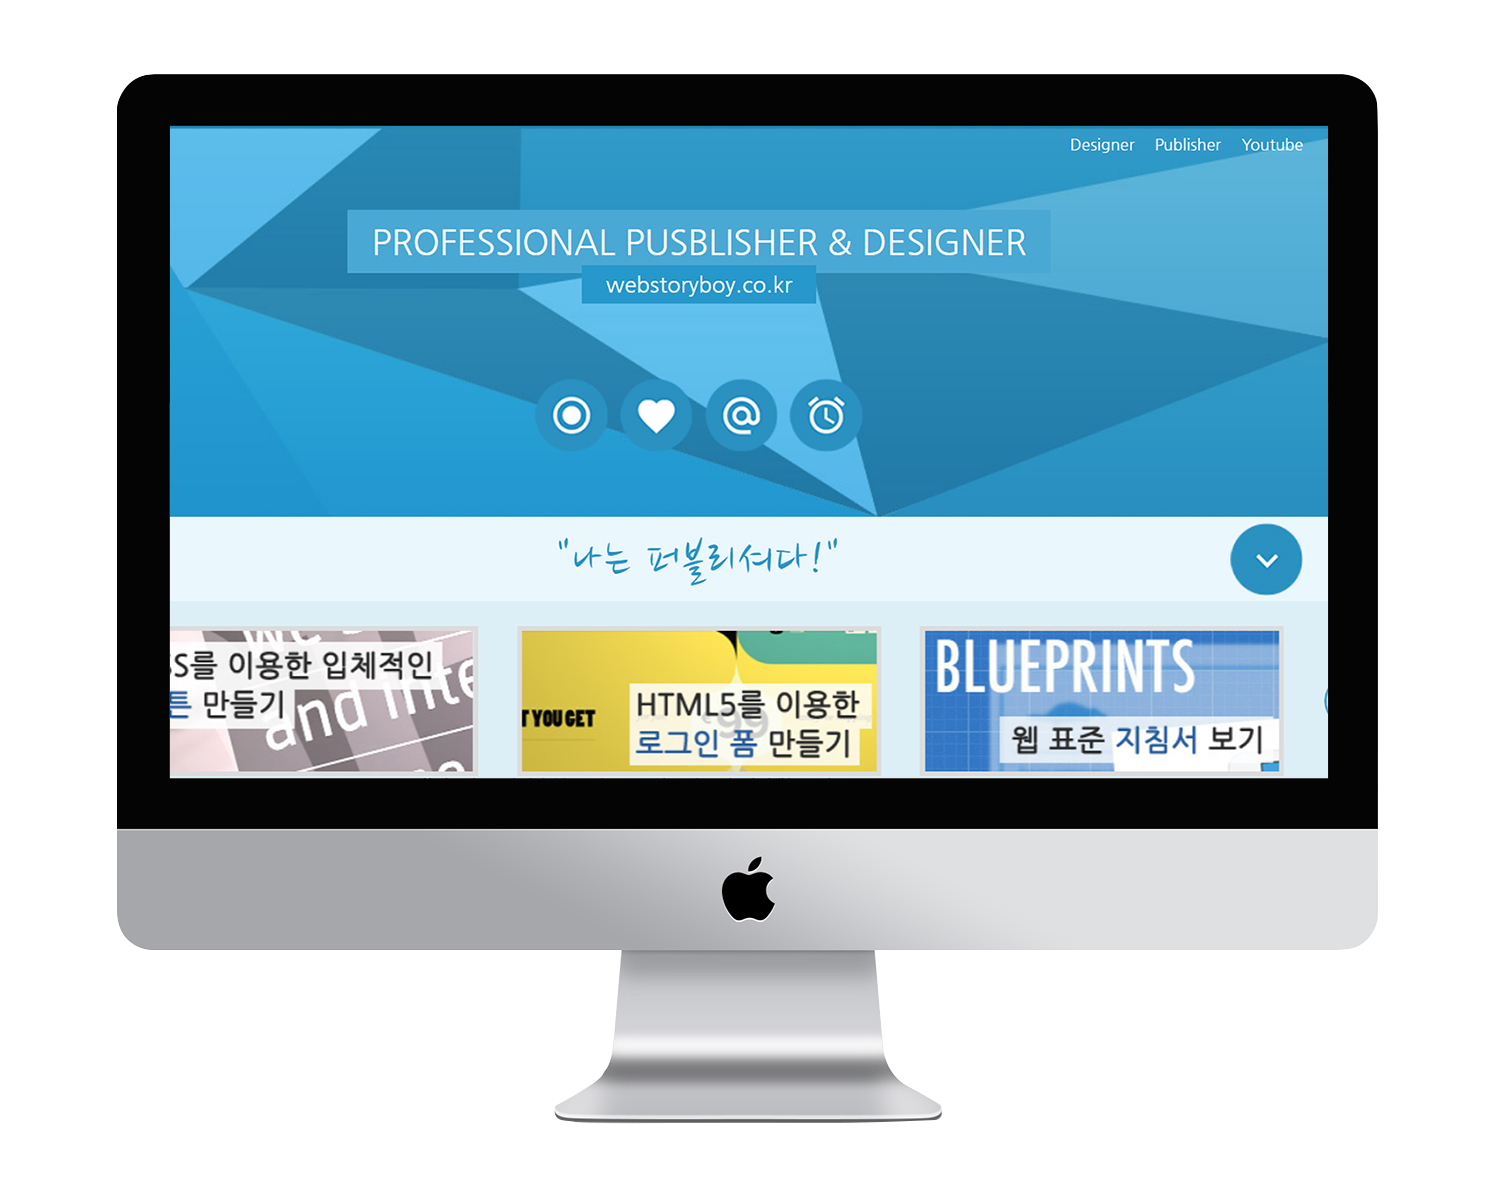 Designer Publisher Youtube
PROFESSIONAL PUSBLISHER & DESIGNER
webstoryboy.co.kr
"나는 퍼블리셔다!"
and inte
SS를 이용한 입체적인
튼 만들기
T YOU GET
99
HTML5를 이용한
로그인 폼 만들기
BLUEPRINTS
웹 표준 지침서 보기